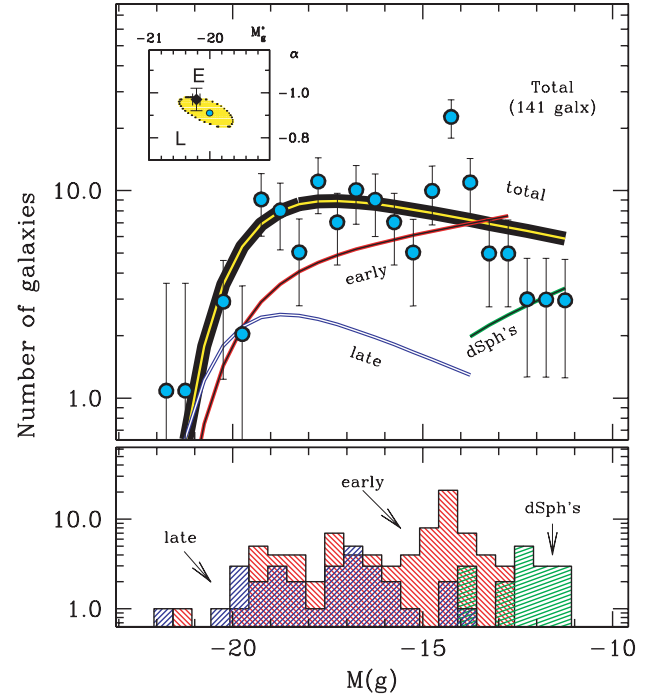 −21
−20
M*g
α
E
−1.0
L
−0.8
Total
(141 galx)
10.0
1.0
Number of galaxies
total
early
late
dSph's
10.0
1.0
late
early
dSph's
−20
−15
−10
M(g)